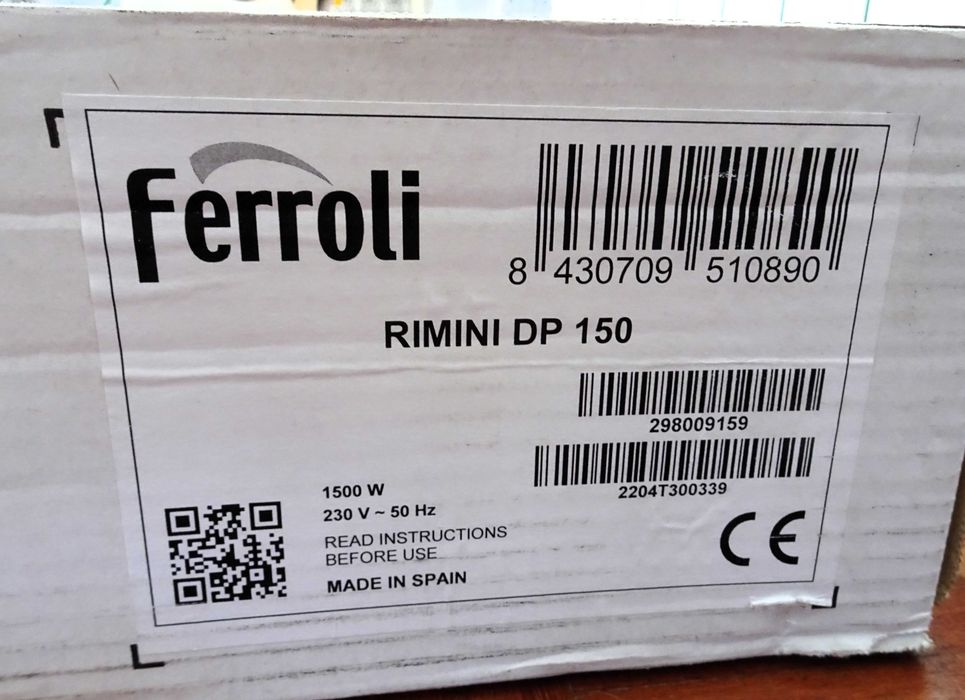 Ferroli
8 430709 510890
RIMINI DP 150
298009159
2204T300339
1500 W
230 V ~ 50 Hz
READ INSTRUCTIONS
BEFORE USE
MADE IN SPAIN
CE